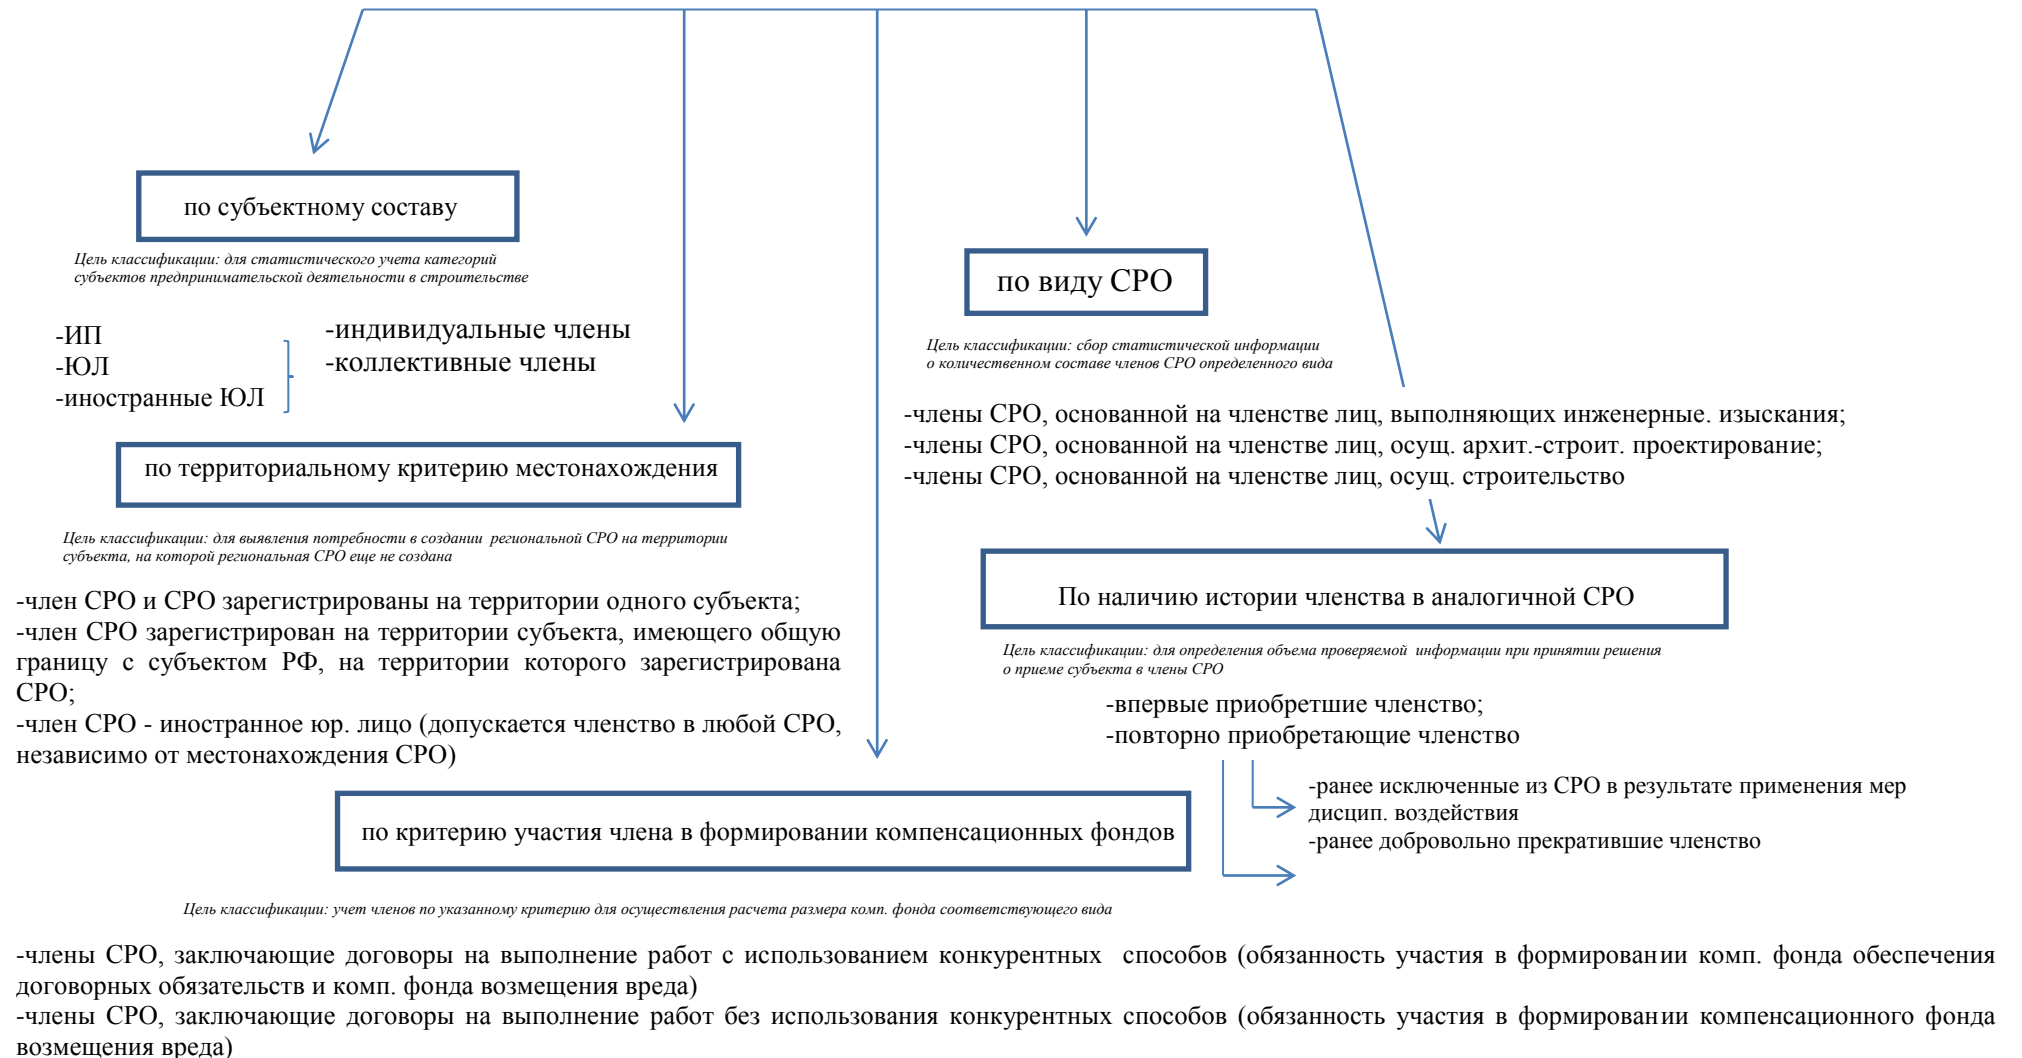 по субъектному составу
Цель классификации: для статистического учета категорий
субъектов предпринимательской деятельности в строительстве
-ИП
-ЮЛ
-иностранные ЮЛ
-индивидуальные члены
-коллективные члены
по территориальному критерию местонахождения
Цель классификации: для выявления потребности в создании региональной СРО на территории
субъекта, на которой региональная СРО еще не создана
-член СРО и СРО зарегистрированы на территории одного субъекта;
-член СРО зарегистрирован на территории субъекта, имеющего общую
границу с субъектом РФ, на территории которого зарегистрирована
СРО;
-член СРО - иностранное юр. лицо (допускается членство в любой СРО,
независимо от местонахождения СРО)
по виду СРО
Цель классификации: сбор статистической информации
о количественном составе членов СРО определенного вида
-члены СРО, основанной на членстве лиц, выполняющих инженерные. изыскания;
-члены СРО, основанной на членстве лиц, осущ. архит.-строит. проектирование;
-члены СРО, основанной на членстве лиц, осущ. строительство
По наличию истории членства в аналогичной СРО
Цель классификации: для определения объема проверяемой информации при принятии решения
о приеме субъекта в члены СРО
-впервые приобретшие членство;
-повторно приобретающие членство
-ранее исключенные из СРО в результате применения мер
дисцип. воздействия
-ранее добровольно прекратившие членство
по критерию участия члена в формировании компенсационных фондов
Цель классификации: учет членов по указанному критерию для осуществления расчета размера комп. фонда соответствующего вида
-члены СРО, заключающие договоры на выполнение работ с использованием конкурентных способов (обязанность участия в формировании комп. фонда обеспечения
договорных обязательств и комп. фонда возмещения вреда)
-члены СРО, заключающие договоры на выполнение работ без использования конкурентных способов (обязанность участия в формировании компенсационного фонда
возмещения вреда)